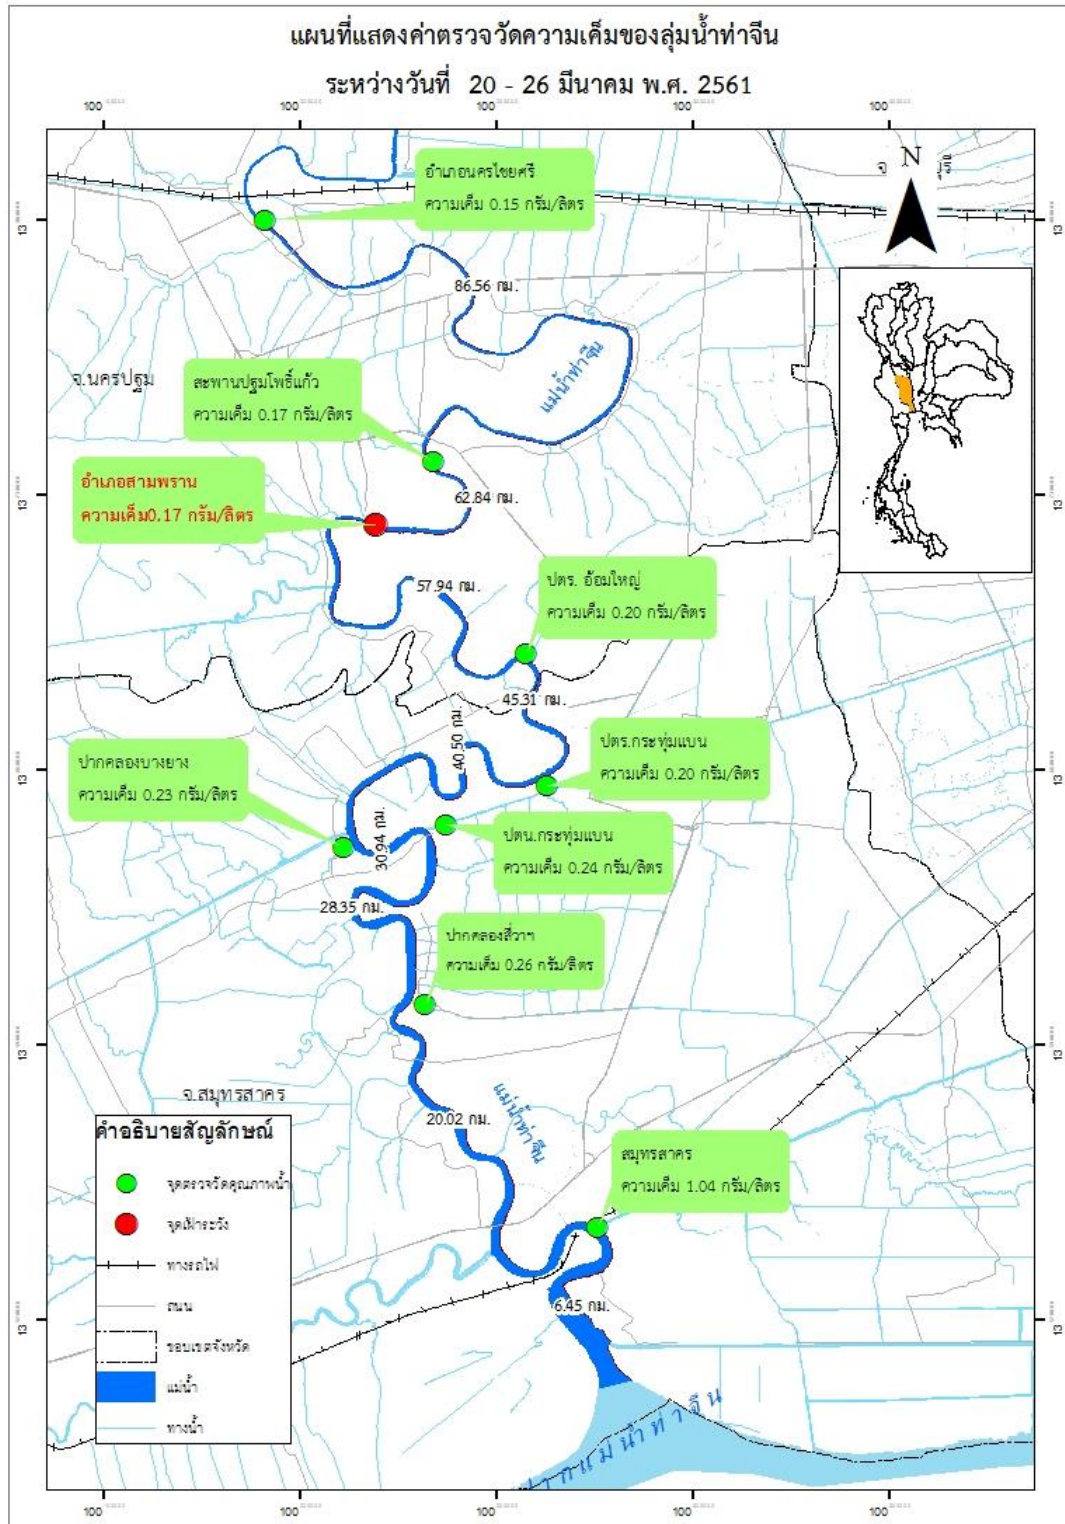 แผนที่แสดงค่าตรวจวัดความเค็มของลุ่มน้ำท่าจีน
ระหว่างวันที่ 20 - 26 มีนาคม พ.ศ. 2561
100 100 100 100 100
N
อำเภอนครไชยศรี
ความเค็ม 0.15 กรัม/ลิตร
13 13
86.56 กม.
แม่น้ำท่าจีน
จ.นครปฐม
สะพานปฐมโพธิ์แก้ว
ความเค็ม 0.17 กรัม/ลิตร
62.84 กม.
อำเภอสามพราน
ความเค็ม0.17 กรัม/ลิตร
13 13
57.94 กม.
ปตร. อ้อมใหญ่
ความเค็ม 0.20 กรัม/ลิตร
45.31 กม.
40.50 กม.
ปตร.กระทุ่มแบน
ความเค็ม 0.20 กรัม/ลิตร
ปากคลองบางยาง
ความเค็ม 0.23 กรัม/ลิตร
13 13
30.94 กม.
ปตน.กระทุ่มแบน
ความเค็ม 0.24 กรัม/ลิตร
28.35 กม.
ปากคลองสี่วาฯ
ความเค็ม 0.26 กรัม/ลิตร
13 13
จ.สมุทรสาคร
20.02 กม.
แม่น้ำท่าจีน
สมุทรสาคร
ความเค็ม 1.04 กรัม/ลิตร
6.45 กม.
13 13
คำอธิบายสัญลักษณ์
จุดตรวจวัดคุณภาพน้ำ
จุดเฝ้าระวัง
ทางรถไฟ
ถนน
ขอบเขตจังหวัด
แม่น้ำ
ทางน้ำ
ปากแม่น้ำท่าจีน
100 100 100 100 100